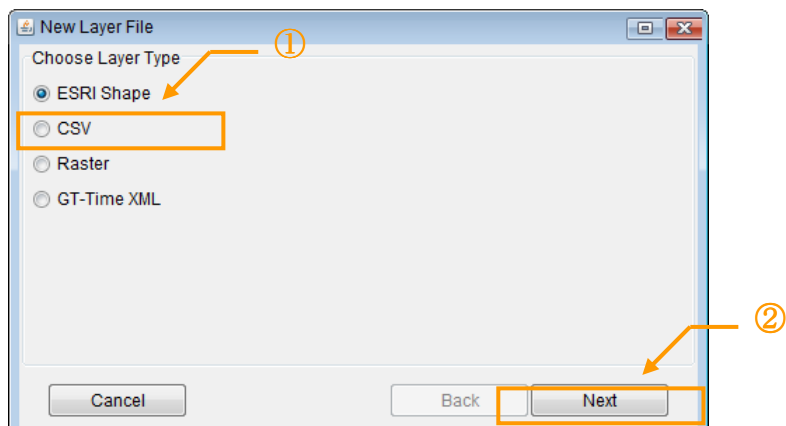 New Layer File
①
Choose Layer Type
ESRI Shape
CSV
Raster
GT-Time XML
②
Cancel Back Next